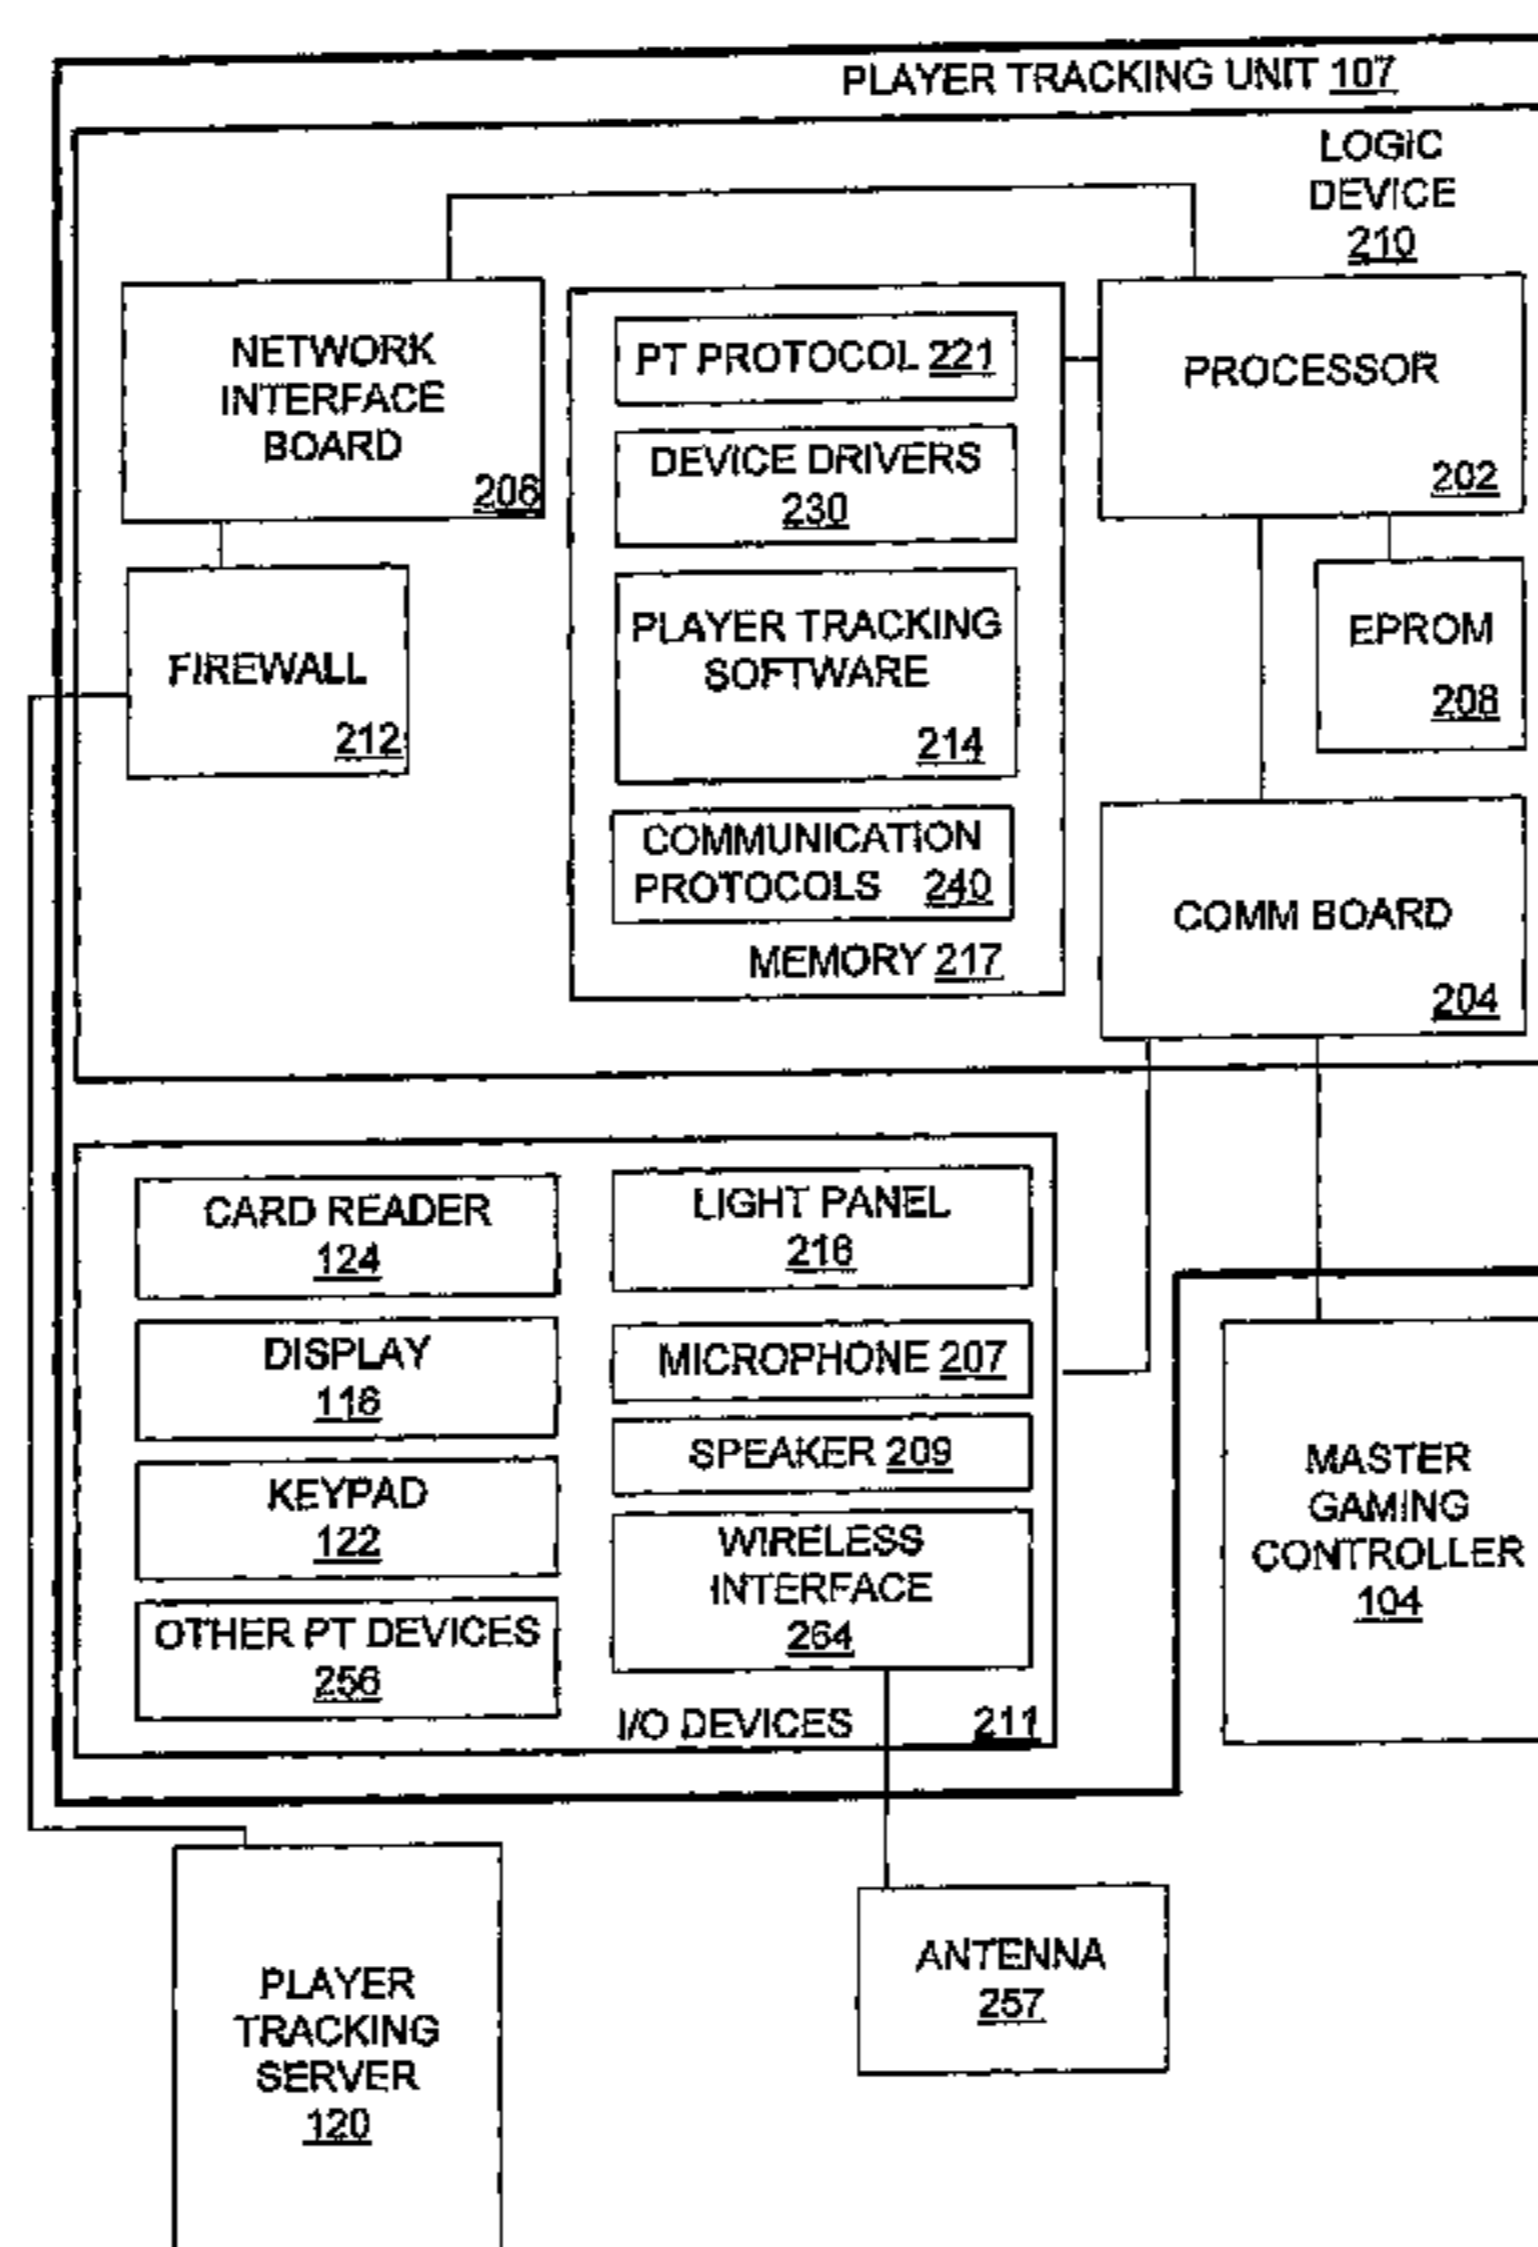 PLAYER TRACKING UNIT 107
LOGIC
DEVICE
210
NETWORK
INTERFACE
BOARD
206
PT PROTOCOL 221
DEVICE DRIVERS
230
PLAYER TRACKING
SOFTWARE
214
COMMUNICATION
PROTOCOLS 240
MEMORY 217
PROCESSOR
202
FIREWALL
212
EPROM
208
COMM BOARD
204
CARD READER
124
DISPLAY
116
KEYPAD
122
OTHER PT DEVICES
256
LIGHT PANEL
216
MICROPHONE 207
SPEAKER 209
WIRELESS
INTERFACE
264
I/O DEVICES 211
MASTER
GAMING
CONTROLLER
104
PLAYER
TRACKING
SERVER
120
ANTENNA
257